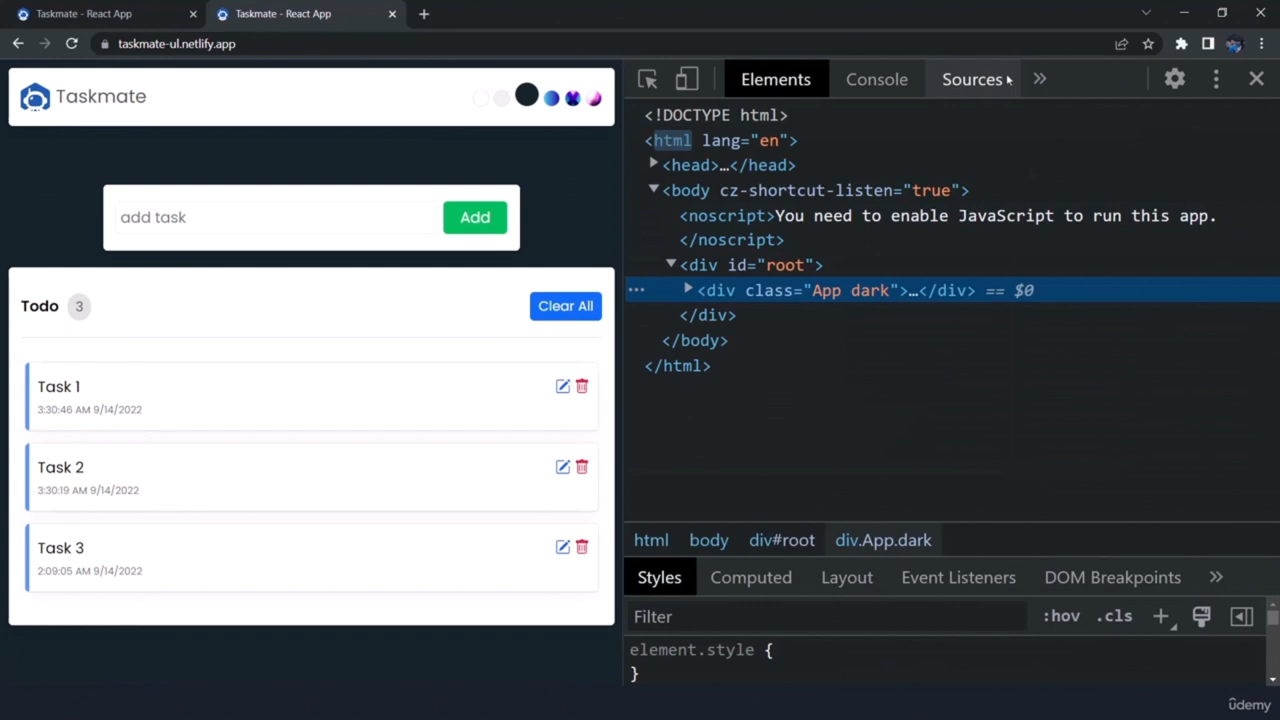 Taskmate - React App
Taskmate - React App
taskmate-ul.netlify.app
Taskmate
add task
Add
Todo 3
Clear All
Task 1
3:30:46 AM 9/14/2022
Task 2
3:30:19 AM 9/14/2022
Task 3
2:09:05 AM 9/14/2022
Elements Console Sources »
<!DOCTYPE html>
<html lang="en">
<head>…</head>
<body cz-shortcut-listen="true">
<noscript>You need to enable JavaScript to run this app.
</noscript>
<div id="root">
<div class="App dark">…</div> == $0
</div>
</body>
</html>
html body div#root div.App.dark
Styles Computed Layout Event Listeners DOM Breakpoints »
Filter :hov .cls
element.style {
}
ûdemy